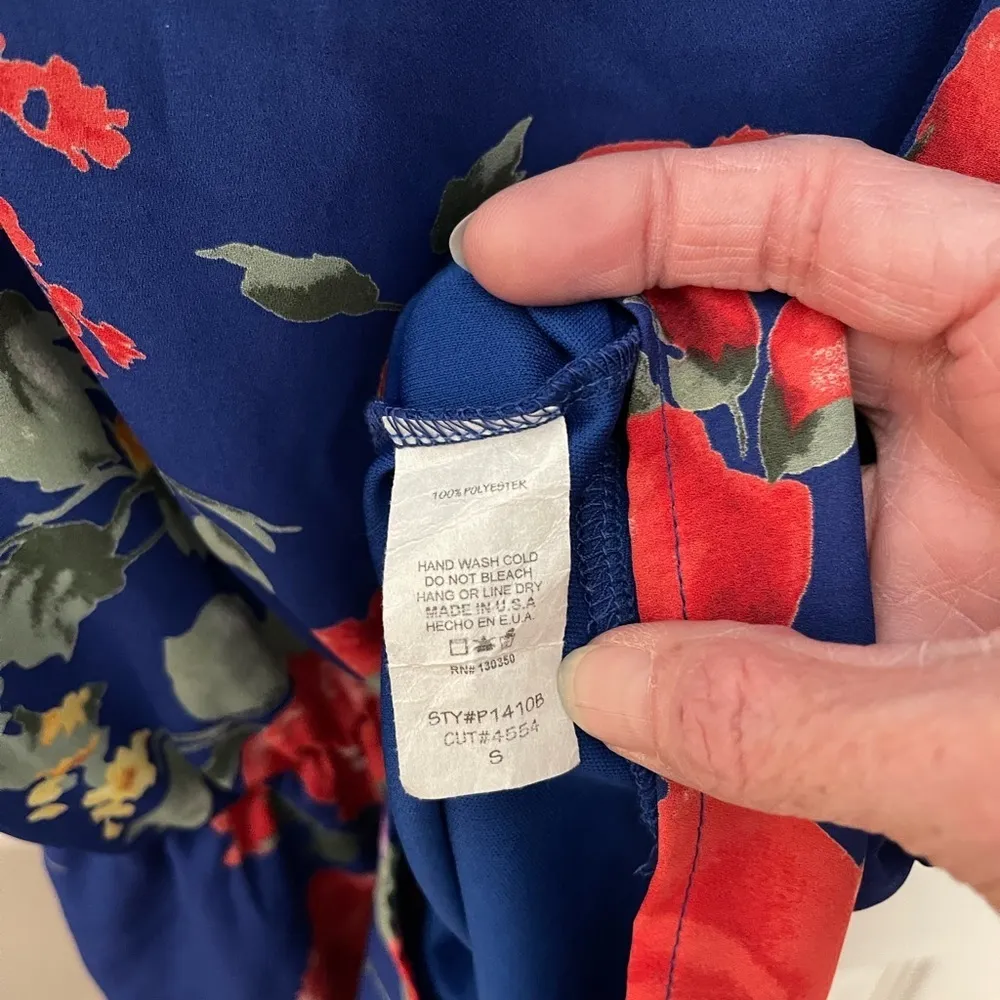 100% POLYESTER
HAND WASH COLD
DO NOT BLEACH
HANG OR LINE DRY
MADE IN U.S.A
HECHO EN E.U.A.
RN# 130350
STY#P1410B
CUT#4554
S